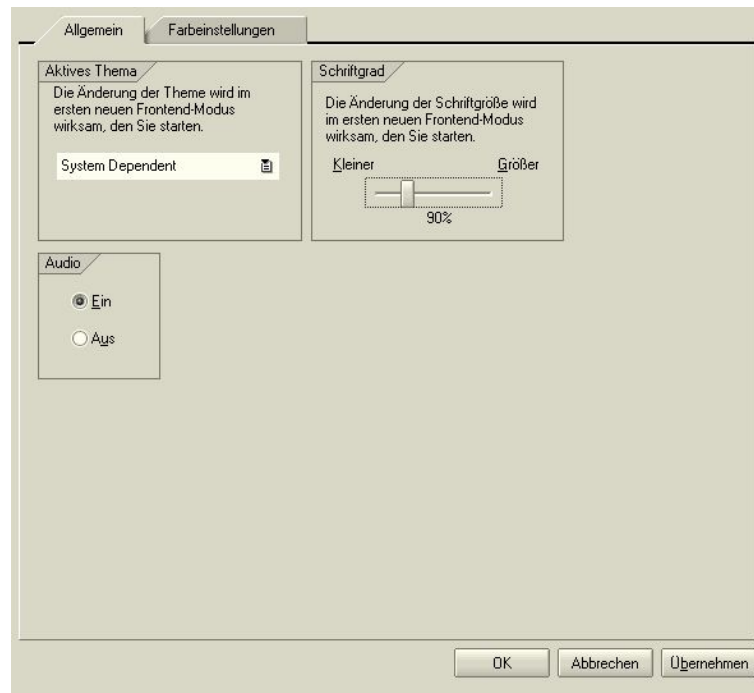 Allgemein
Farbeinstellungen
Aktives Thema
Die Änderung der Theme wird im
ersten neuen Frontend-Modus
wirksam, den Sie starten.
System Dependent
Schriftgrad
Die Änderung der Schriftgröße wird
im ersten neuen Frontend-Modus
wirksam, den Sie starten.
Kleiner
Größer
90%
Audio
Ein
Aus
OK
Abbrechen
Übernehmen